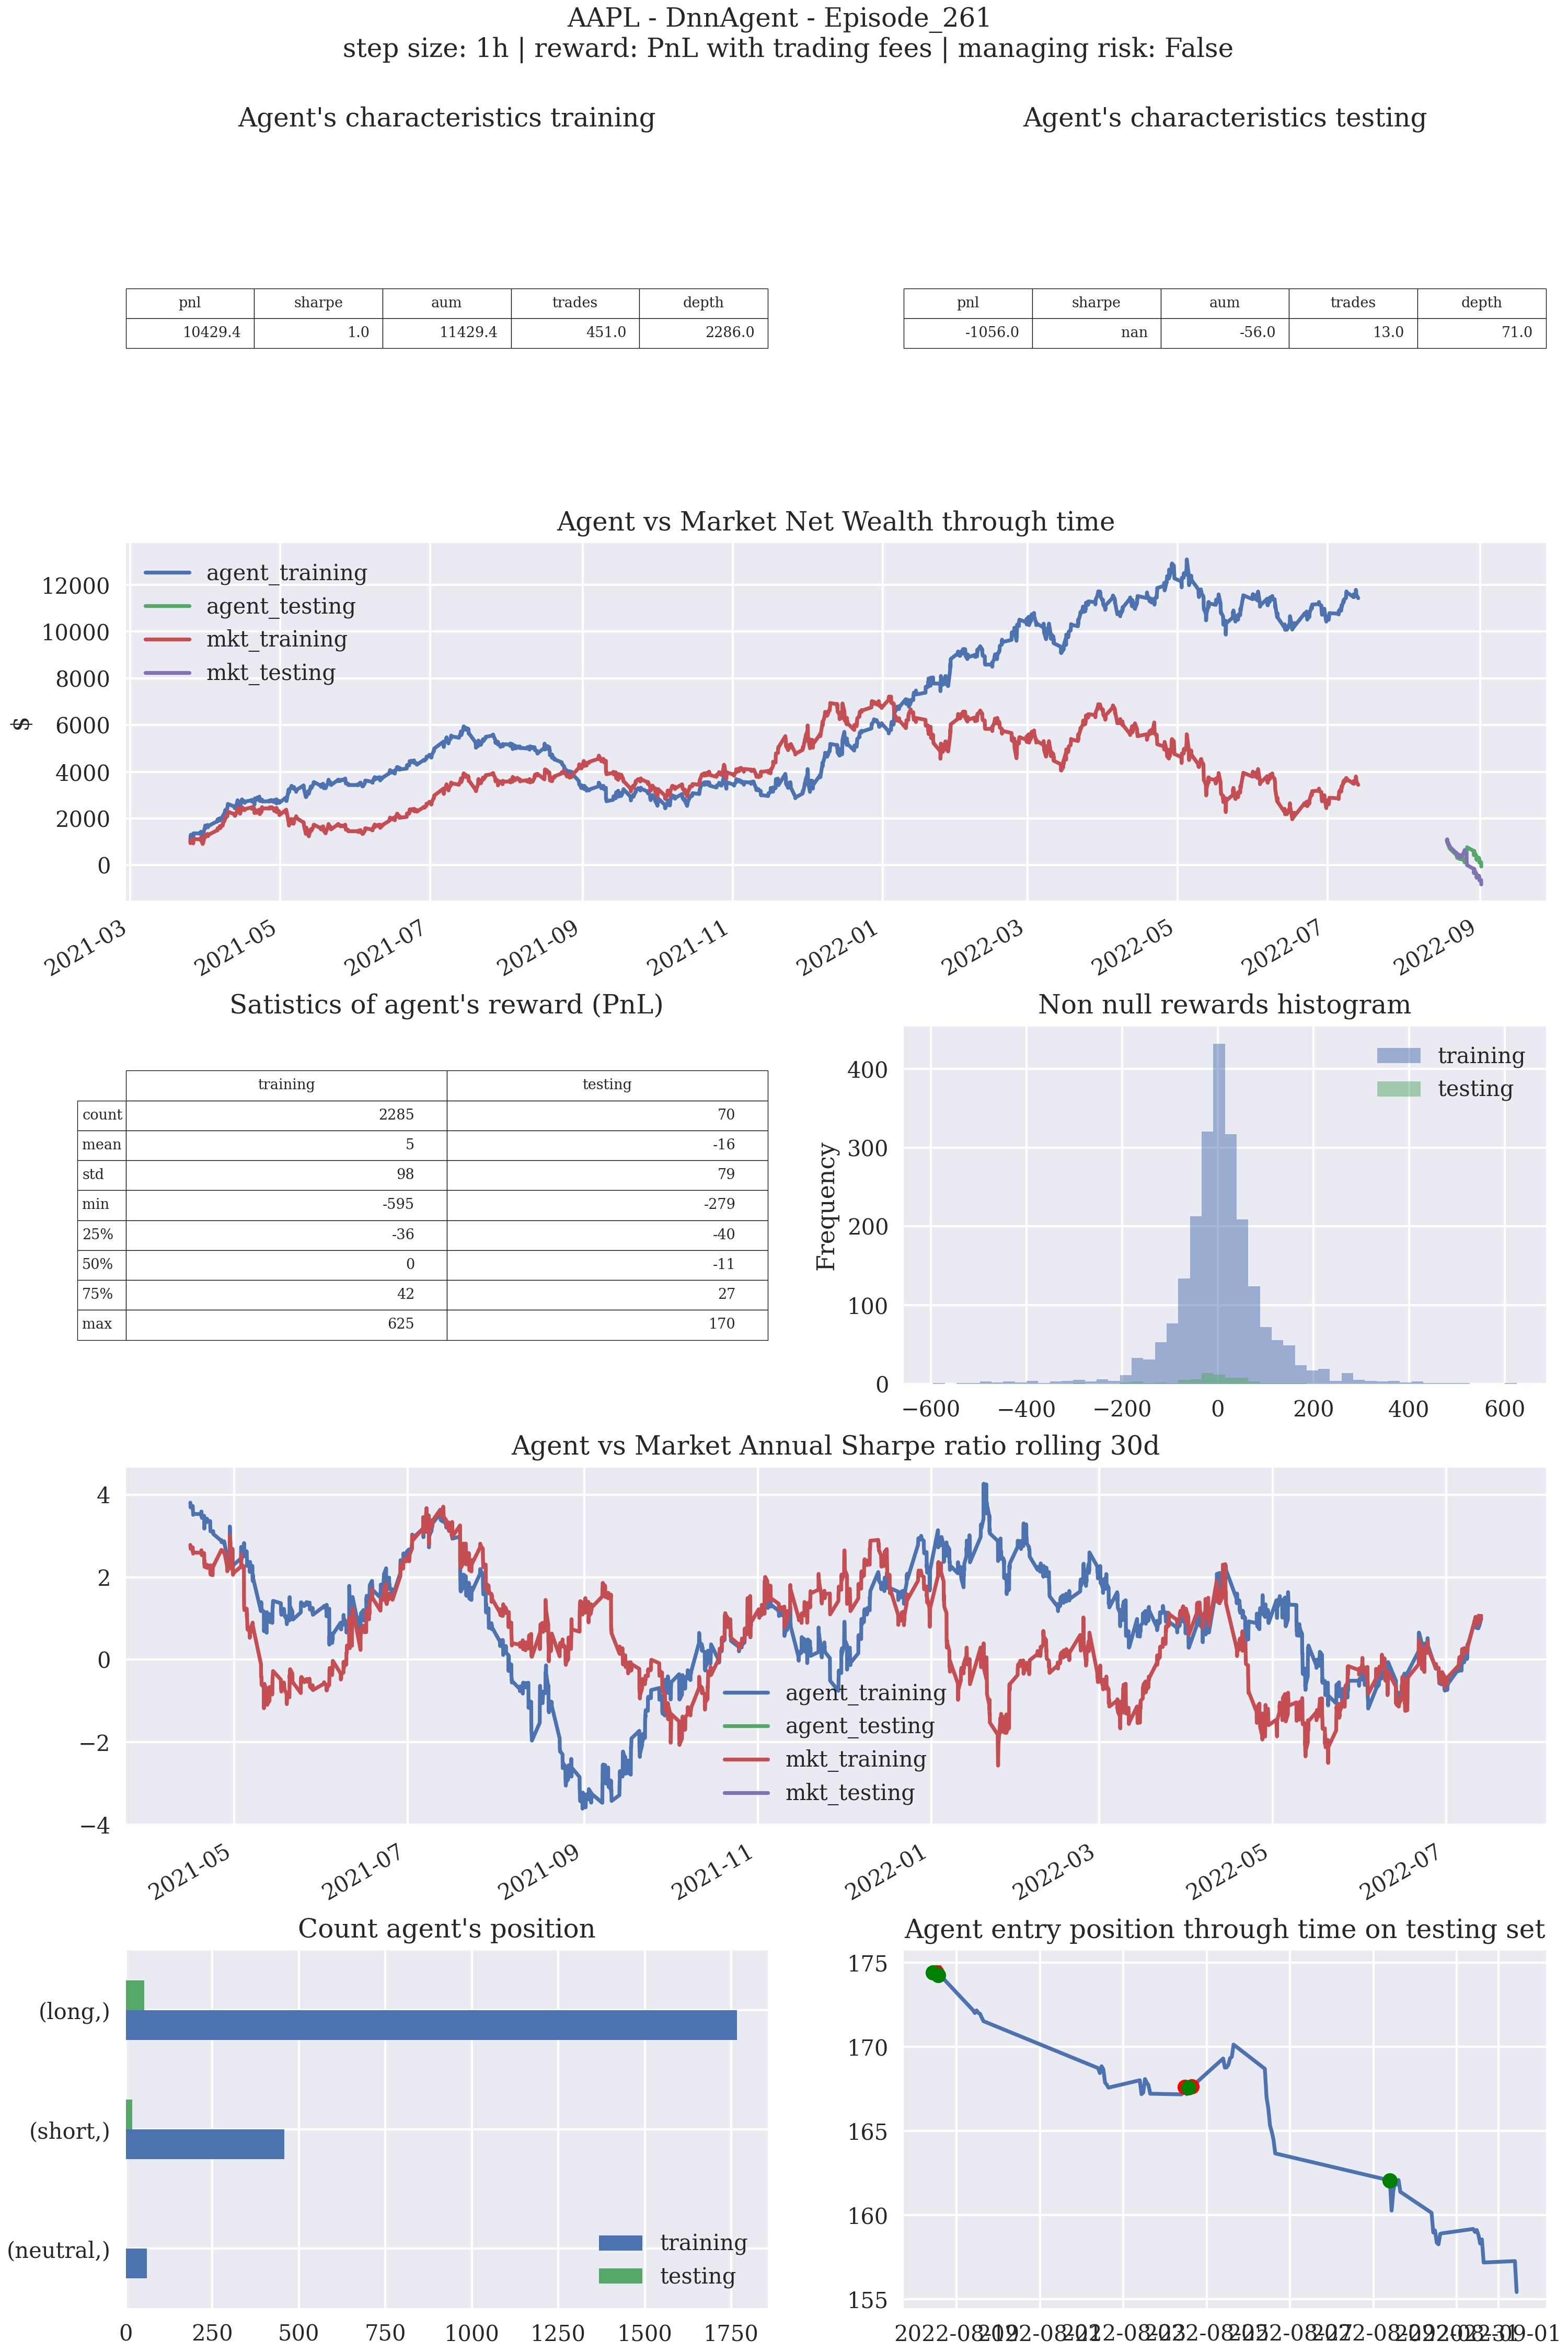 AAPL - DnnAgent - Episode_261
step size: 1h | reward: PnL with trading fees | managing risk: False
Agent's characteristics training
Agent's characteristics testing
pnl sharpe aum trades depth
10429.4 1.0 11429.4 451.0 2286.0
pnl sharpe aum trades depth
-1056.0 nan -56.0 13.0 71.0
Agent vs Market Net Wealth through time
agent_training
agent_testing
mkt_training
mkt_testing
$
12000
10000
8000
6000
4000
2000
0
2021-03 2021-05 2021-07 2021-09 2021-11 2022-01 2022-03 2022-05 2022-07 2022-09
Satistics of agent's reward (PnL)
training testing
count 2285 70
mean 5 -16
std 98 79
min -595 -279
25% -36 -40
50% 0 -11
75% 42 27
max 625 170
Non null rewards histogram
training
testing
Frequency
400
300
200
100
0
−600 −400 −200 0 200 400 600
Agent vs Market Annual Sharpe ratio rolling 30d
4
2
0
−2
−4
agent_training
agent_testing
mkt_training
mkt_testing
2021-05 2021-07 2021-09 2021-11 2022-01 2022-03 2022-05 2022-07
Count agent's position
(long,)
(short,)
(neutral,)
training
testing
0 250 500 750 1000 1250 1500 1750
Agent entry position through time on testing set
175
170
165
160
155